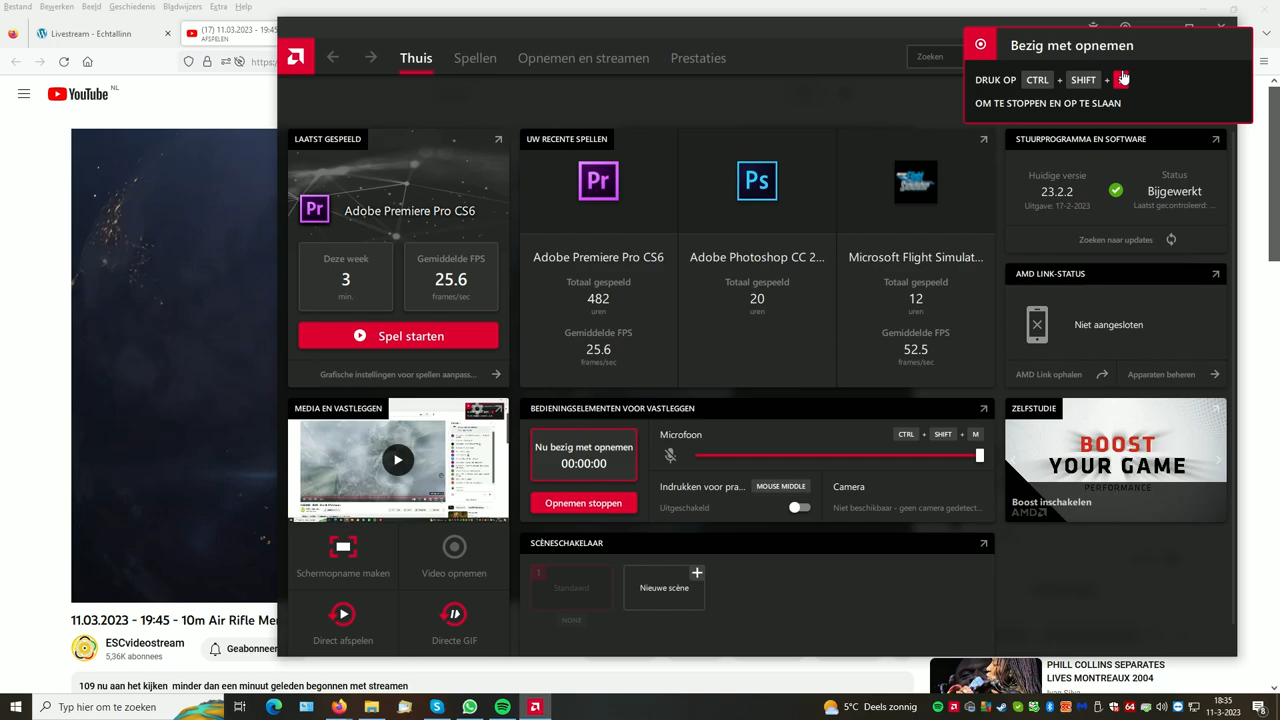 Bestand Bewerken Beeld Geschiedenis Bladwijzers Extra Help
Livestream - Echtallinn
(17) 11.03.2023 - 19:45
AFSPELEN
YouTube NL
Thuis
Spellen
Opnemen en streamen
Prestaties
Zoeken
Bezig met opnemen
DRUK OP CTRL + SHIFT +
OM TE STOPPEN EN OP TE SLAAN
LAATST GESPEELD
Adobe Premiere Pro CS6
Deze week
3
min.
Gemiddelde FPS
25.6
frames/sec
Spel starten
Grafische instellingen voor spellen aanpass...
UW RECENTE SPELLEN
Pr
Adobe Premiere Pro CS6
Totaal gespeeld
482
uren
Gemiddelde FPS
25.6
frames/sec
Ps
Adobe Photoshop CC 2...
Totaal gespeeld
20
uren
Microsoft Flight Simulat...
Totaal gespeeld
12
uren
Gemiddelde FPS
52.5
frames/sec
STUURPROGRAMMA EN SOFTWARE
Huidige versie
23.2.2
Uitgave: 17-2-2023
Status
Bijgewerkt
Laatst gecontroleerd: ...
Zoeken naar updates
AMD LINK-STATUS
Niet aangesloten
AMD Link ophalen
Apparaten beheren
MEDIA EN VASTLEGGEN
Schermopname maken
Video opnemen
Direct afspelen
Directe GIF
BEDIENINGSELEMENTEN VOOR VASTLEGGEN
Nu bezig met opnemen
00:00:00
Opnemen stoppen
Microfoon
CTRL + SHIFT + M
Indrukken voor pra...
MOUSE MIDDLE
Uitgeschakeld
Camera
Niet beschikbaar - geen camera gedetect...
SCÈNESCHAKELAAR
1
Standaard
NONE
Nieuwe scène
ZELFSTUDIE
BOOST
YOUR GAME
PERFORMANCE
Boost inschakelen
AMD
11.03.2023 - 19:45 - 10m Air Rifle Me
ESCvideostream
5,36K abonnees
Geabonneer
109 nu aan het kijken minder dan een minuut geleden begonnen met streamen
PHILL COLLINS SEPARATES
LIVES MONTREAUX 2004
Typ hier om te zoeken
5°C Deels zonnig
64
18:35
11-3-2023
8